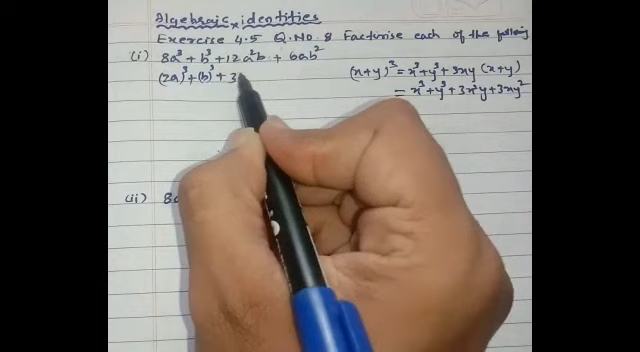 Algebraic identities
Exercise 4.5 Q.No. 8 Factorise each of the following
(i) 8a³ + b³ + 12a²b + 6ab²
(2a)³ + (b)³ + 3
(x+y)³ = x³ + y³ + 3xy (x+y)
= x³ + y³ + 3x²y + 3xy²
(ii) 8a